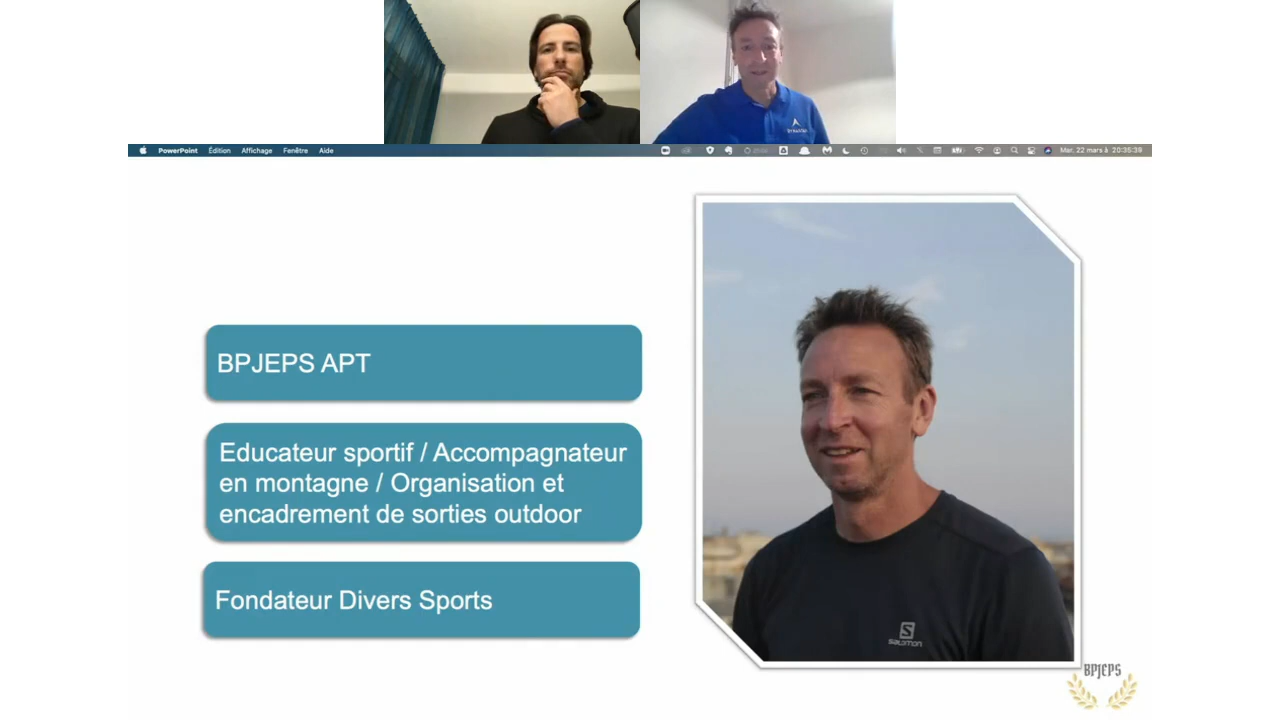 PowerPoint Édition Affichage Fenêtre Aide
Mar. 22 mars à 20:35:39
BPJEPS APT
Educateur sportif / Accompagnateur
en montagne / Organisation et
encadrement de sorties outdoor
Fondateur Divers Sports
S
salomon
BPJEPS